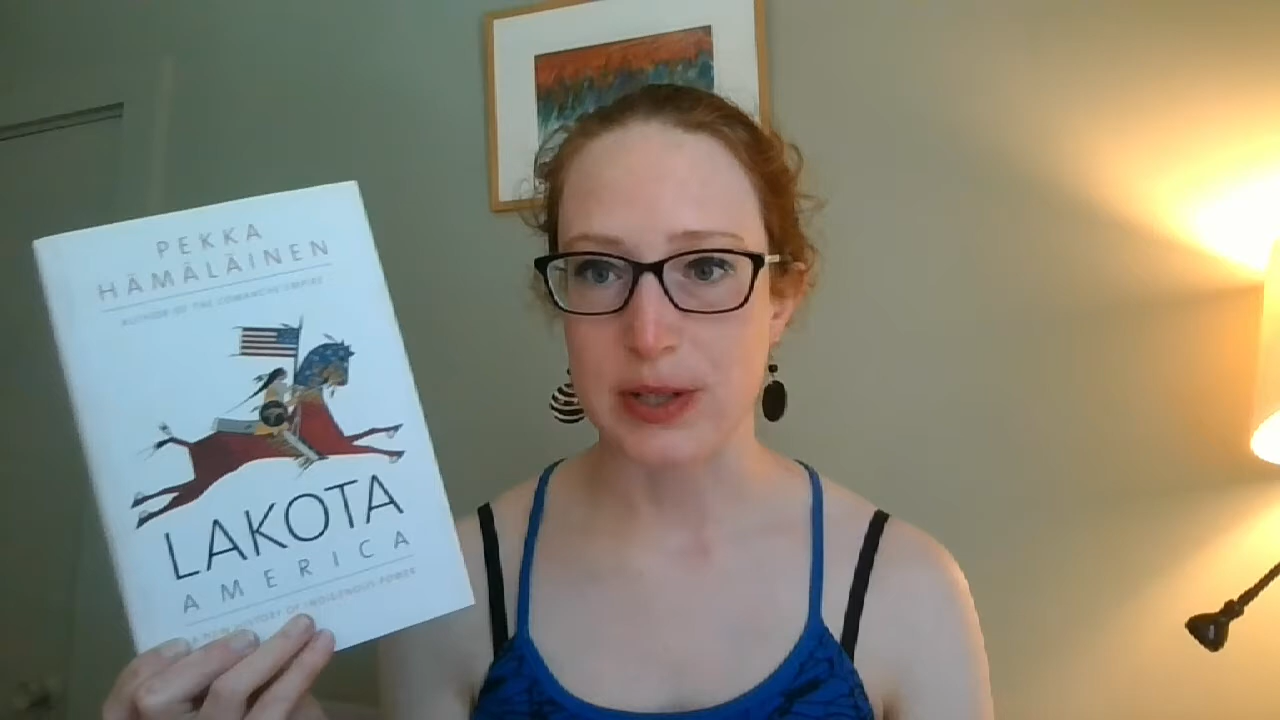 PEKKA
HÄMÄLÄINEN
AUTHOR OF THE COMANCHE EMPIRE
LAKOTA
AMERICA
A NEW HISTORY OF INDIGENOUS POWER